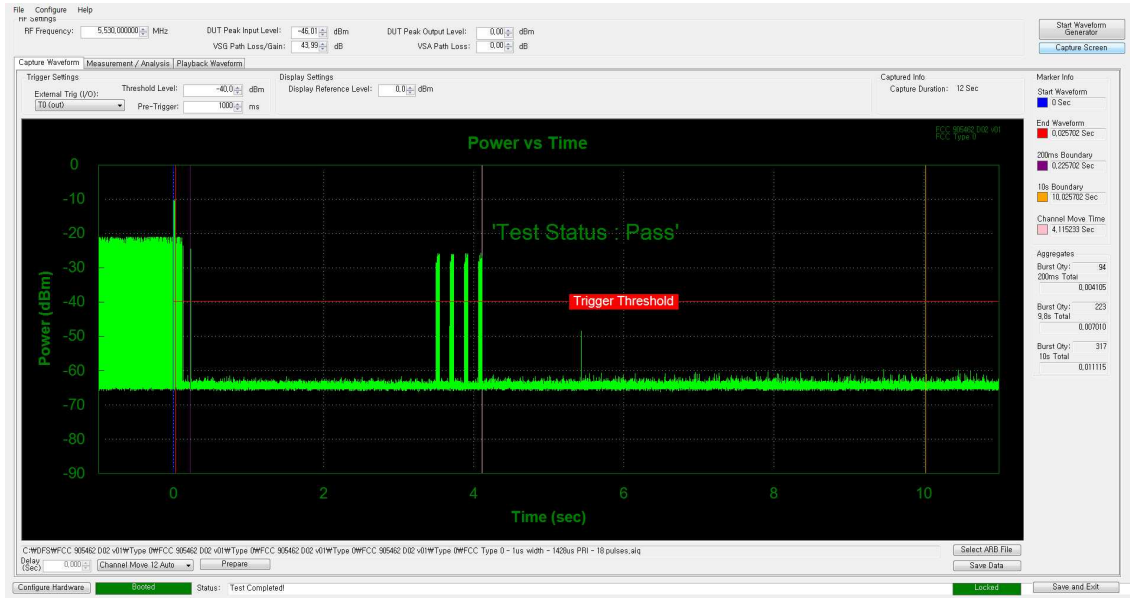 File Configure Help
RF Settings
RF Frequency: 5,530,000000 MHz
DUT Peak Input Level: -46,01 dBm
DUT Peak Output Level: 0,00 dBm
VSG Path Loss/Gain: 43,99 dB
VSA Path Loss: 0,00 dB
Start Waveform
Generator
Capture Screen
Capture Waveform Measurement / Analysis Playback Waveform
Trigger Settings
External Trig (I/O):
T0 (out)
Threshold Level: -40,0 dBm
Pre-Trigger: 1000 ms
Display Settings
Display Reference Level: 0,0 dBm
Captured Info
Capture Duration: 12 Sec
Power vs Time
FCC 905462 D02 v01
FCC Type 0
0
-10
-20
-30
-40
-50
-60
-70
-80
-90
Power (dBm)
'Test Status : Pass'
Trigger Threshold
0 2 4 6 8 10
Time (sec)
Marker Info
Start Waveform
0 Sec
End Waveform
0,025702 Sec
200ms Boundary
0,225702 Sec
10s Boundary
10,025702 Sec
Channel Move Time
4,115233 Sec
Aggregates
Burst Qty: 94
200ms Total
0,004105
Burst Qty: 223
9,8s Total
0,007010
Burst Qty: 317
10s Total
0,011115
C:₩DFS₩FCC 905462 D02 v01₩Type 0₩FCC 905462 D02 v01₩Type 0₩FCC 905462 D02 v01₩Type 0₩FCC 905462 D02 v01₩Type 0₩FCC Type 0 - 1us width - 1428us PRI - 18 pulses,aiq
Select ARB File
Delay
(Sec) 0,000 Channel Move 12 Auto Prepare
Save Data
Configure Hardware Booted Status: Test Completed! Locked Save and Exit